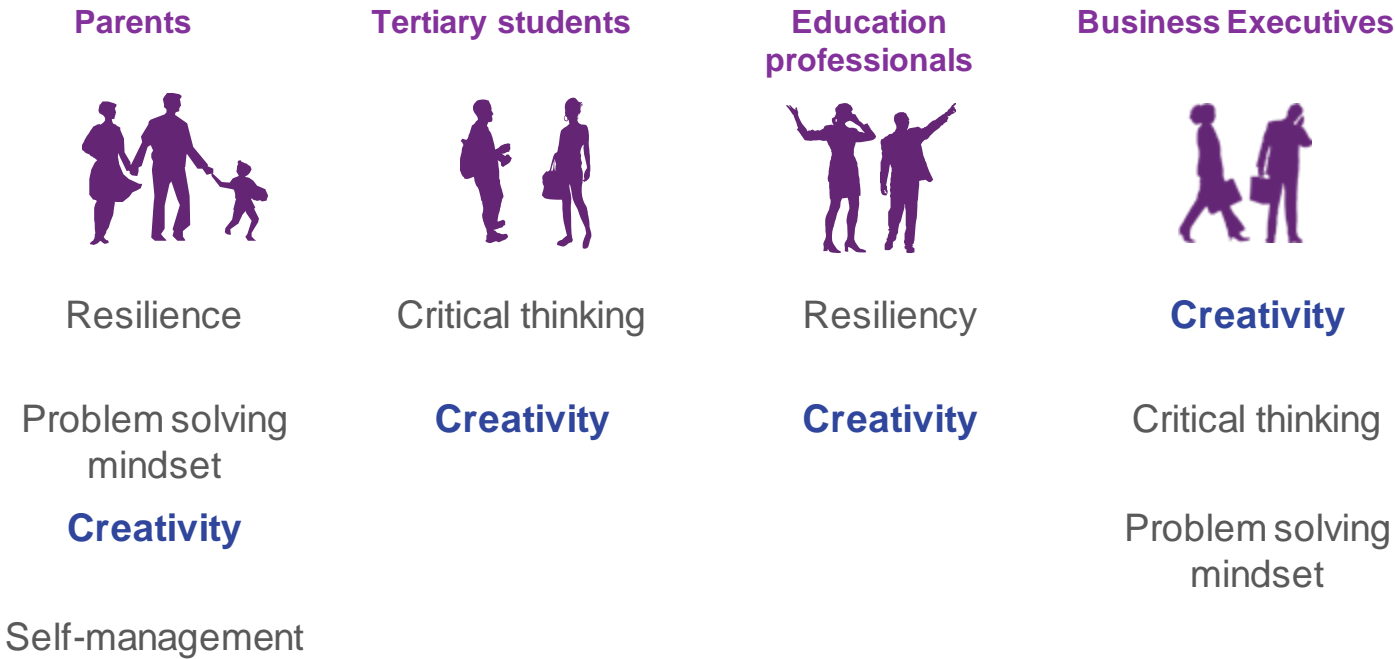 Parents
Tertiary students
Education
professionals
Business Executives
Resilience
Critical thinking
Resiliency
Creativity
Problem solving
mindset
Creativity
Creativity
Critical thinking
Creativity
Problem solving
mindset
Self-management